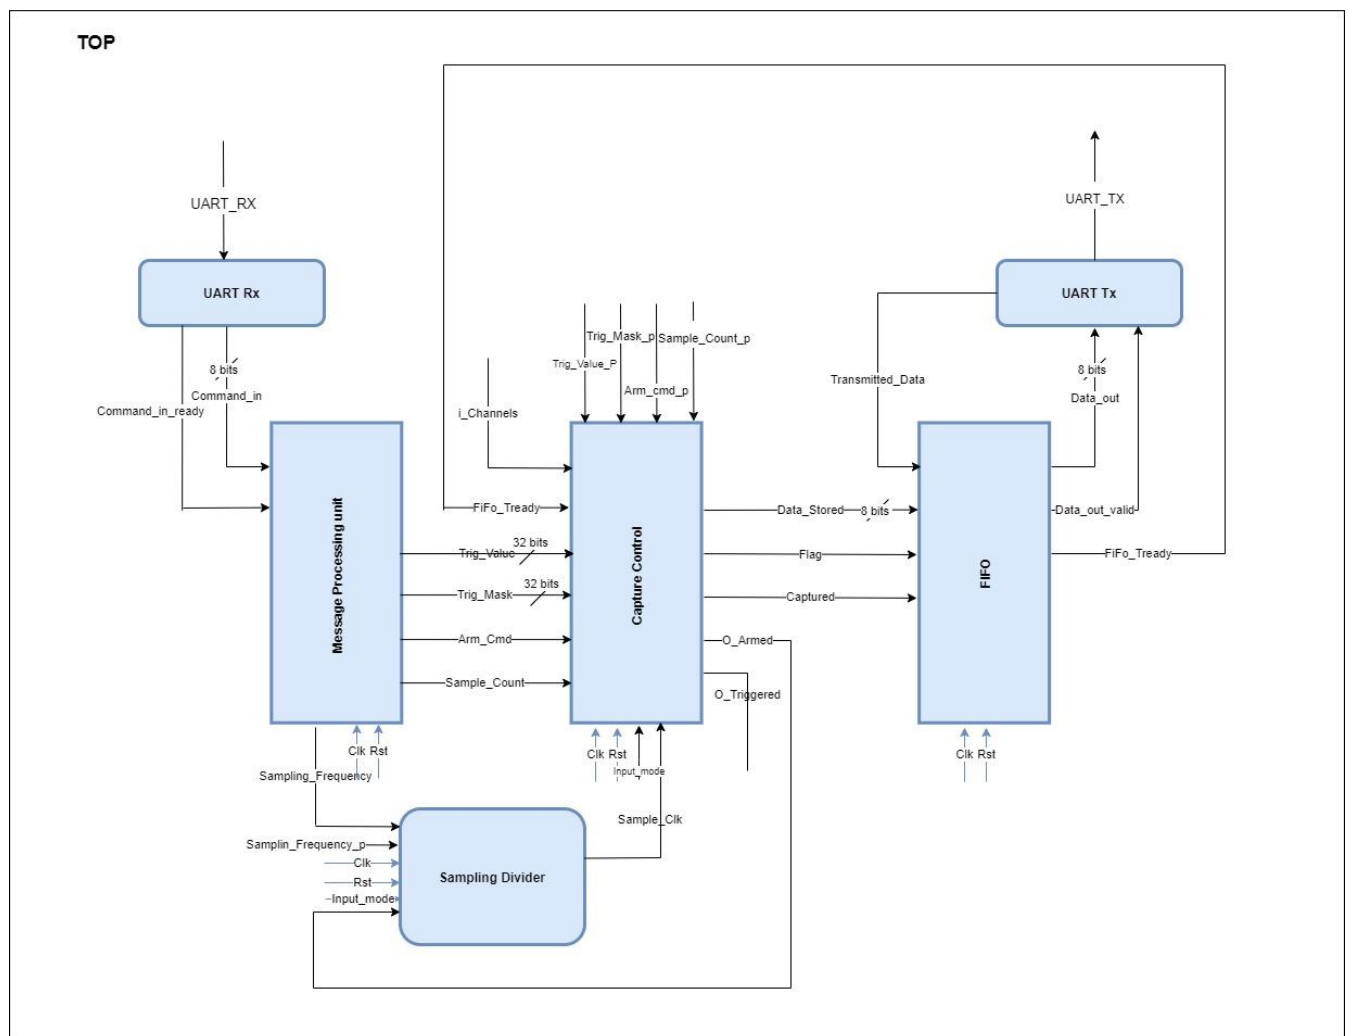 TOP
UART_RX
UART_TX
UART Rx
UART Tx
8 bits
Command_in
Command_in_ready
i_Channels
Trig_Value_P
Trig_Mask_p
Arm_cmd_p
Sample_Count_p
Transmitted_Data
8 bits
Data_out
Message Processing unit
Capture Control
FIFO
FiFo_Tready
Trig_Value
32 bits
Trig_Mask
32 bits
Arm_Cmd
Sample_Count
Data_Stored
8 bits
Flag
Captured
O_Armed
O_Triggered
Data_out_valid
FiFo_Tready
Clk
Rst
Clk
Rst
Input_mode
Clk
Rst
Sampling_Frequency
Sample_Clk
Samplin_Frequency_p
Clk
Rst
Input_mode
Sampling Divider